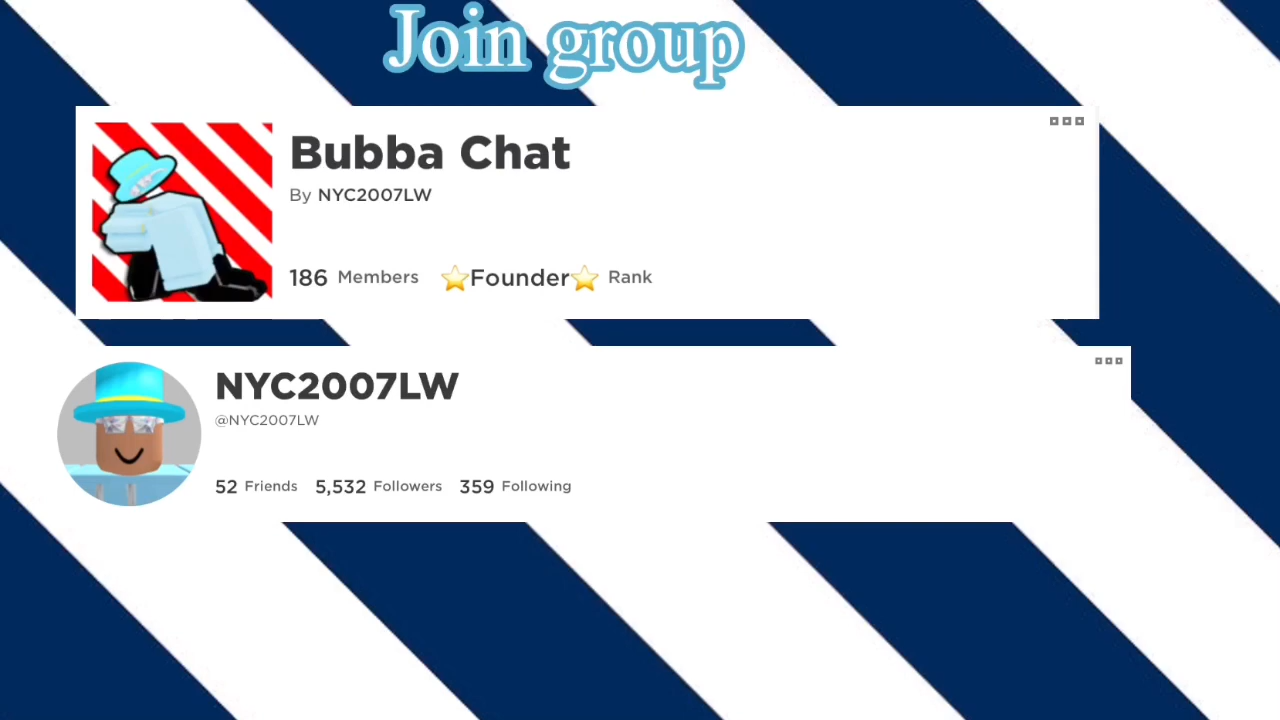 Join group
Bubba Chat
By NYC2007LW
186 Members ⭐Founder⭐ Rank
NYC2007LW
@NYC2007LW
52 Friends 5,532 Followers 359 Following